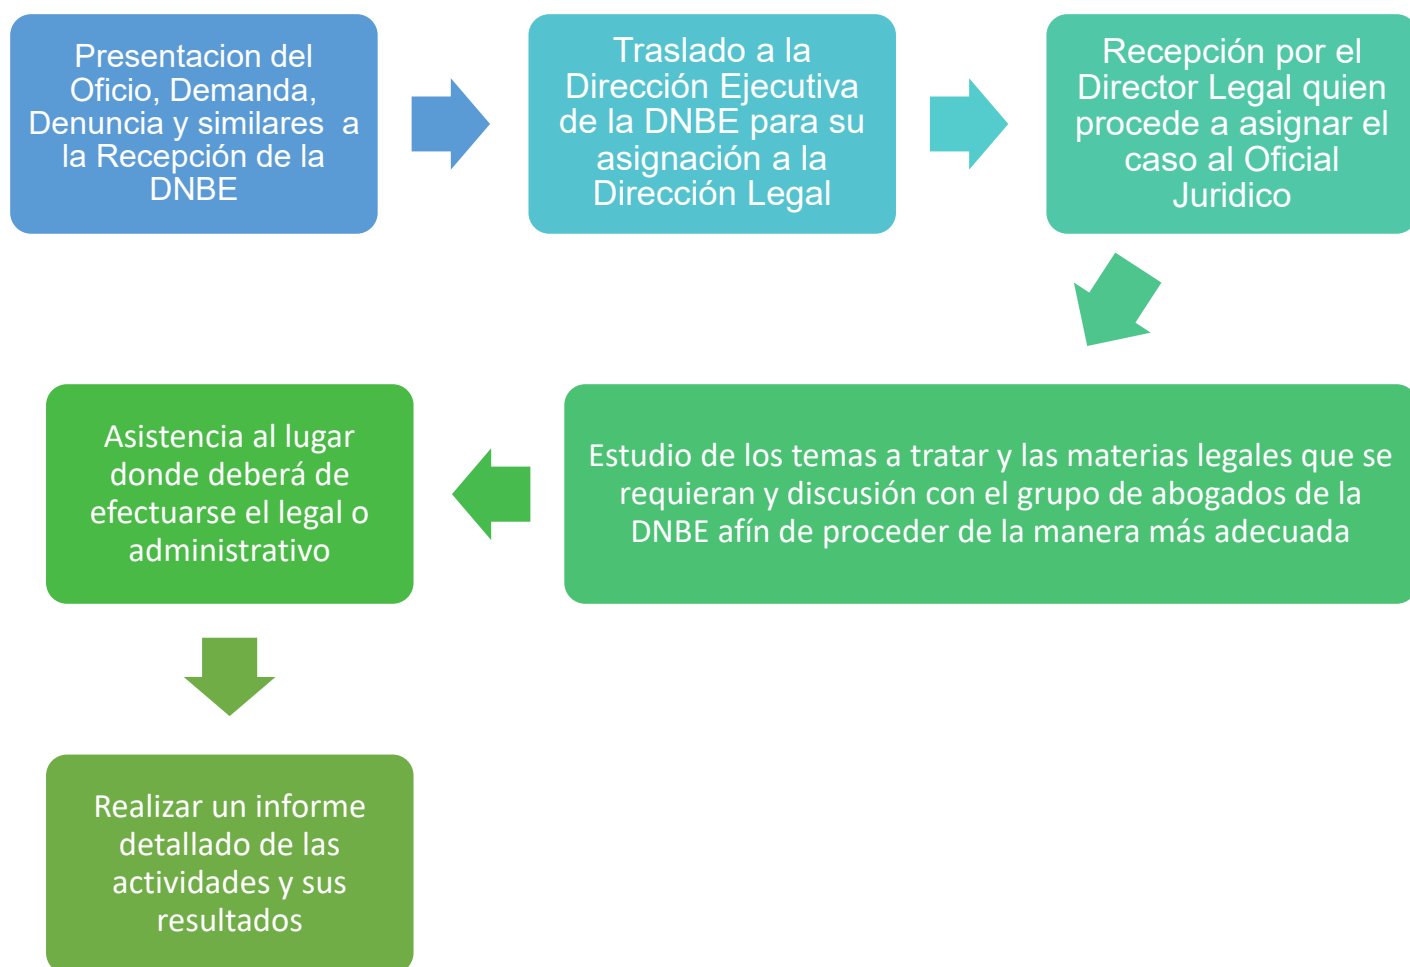 Presentacion del
Oficio, Demanda,
Denuncia y similares a
la Recepción de la
DNBE
Traslado a la
Dirección Ejecutiva
de la DNBE para su
asignación a la
Dirección Legal
Recepción por el
Director Legal quien
procede a asignar el
caso al Oficial
Juridico
Estudio de los temas a tratar y las materias legales que se
requieran y discusión con el grupo de abogados de la
DNBE afín de proceder de la manera más adecuada
Asistencia al lugar
donde deberá de
efectuarse el legal o
administrativo
Realizar un informe
detallado de las
actividades y sus
resultados